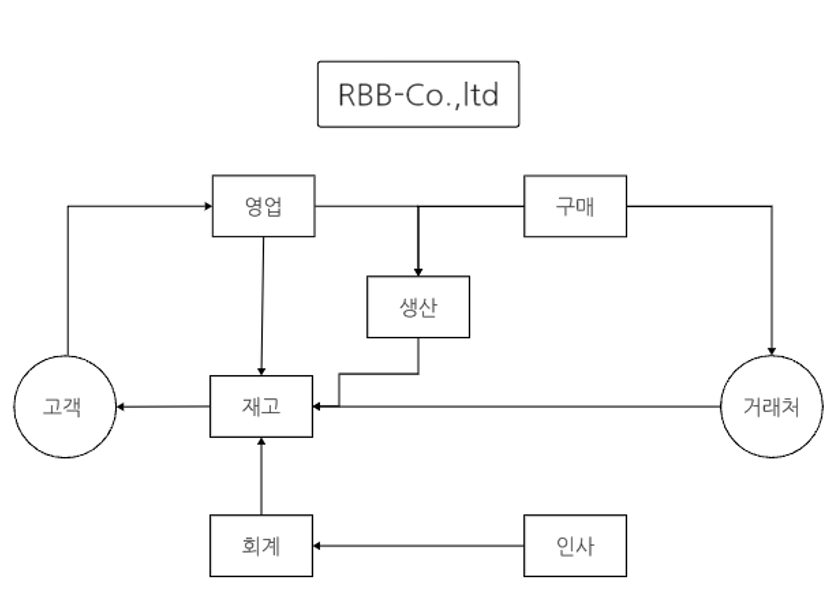 RBB-Co.,ltd
영업
구매
생산
고객
재고
거래처
회계
인사